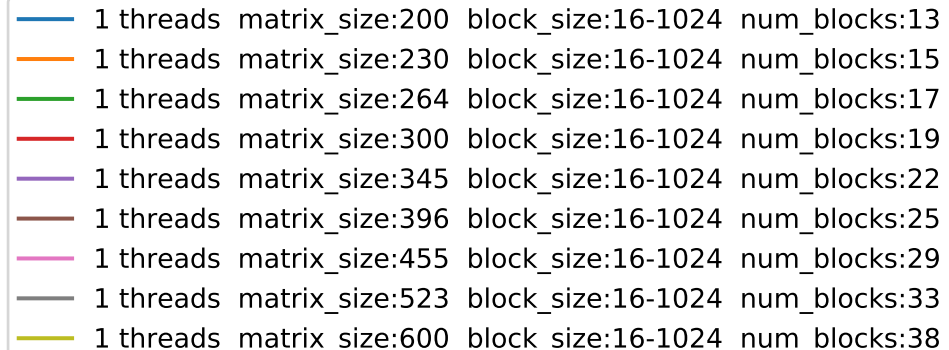 1 threads matrix_size:200 block_size:16-1024 num_blocks:13
1 threads matrix_size:230 block_size:16-1024 num_blocks:15
1 threads matrix_size:264 block_size:16-1024 num_blocks:17
1 threads matrix_size:300 block_size:16-1024 num_blocks:19
1 threads matrix_size:345 block_size:16-1024 num_blocks:22
1 threads matrix_size:396 block_size:16-1024 num_blocks:25
1 threads matrix_size:455 block_size:16-1024 num_blocks:29
1 threads matrix_size:523 block_size:16-1024 num_blocks:33
1 threads matrix_size:600 block_size:16-1024 num_blocks:38